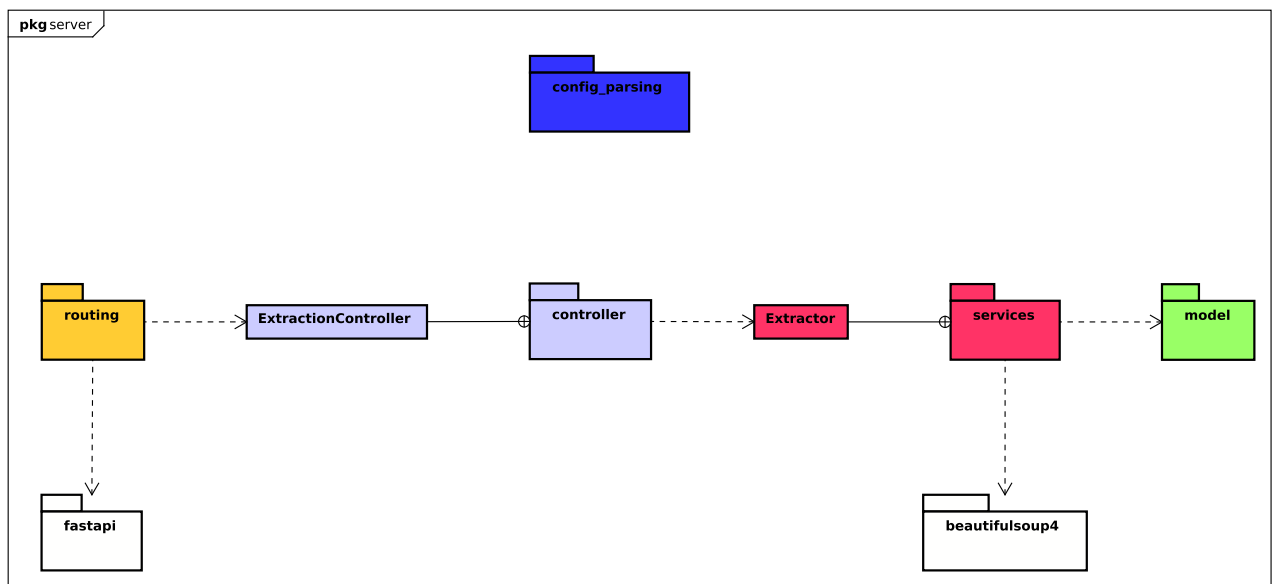 pkg server
config_parsing
routing
ExtractionController
controller
Extractor
services
model
fastapi
beautifulsoup4